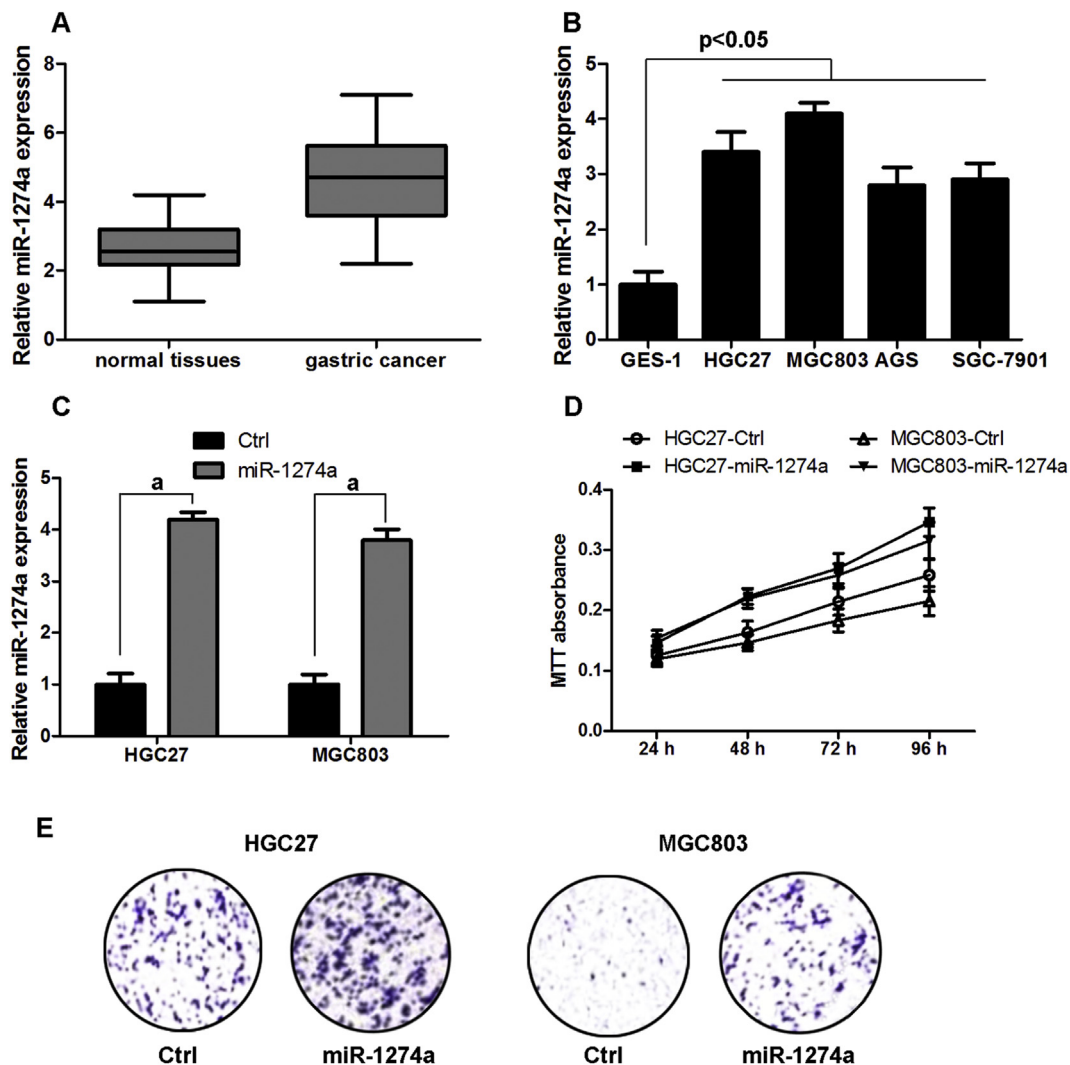 A
Relative miR-1274a expression
8
6
4
2
0
normal tissues gastric cancer
B
p<0.05
Relative miR-1274a expression
5
4
3
2
1
0
GES-1 HGC27 MGC803 AGS SGC-7901
C
Ctrl
miR-1274a
Relative miR-1274a expression
5
4
3
2
1
0
a a
HGC27 MGC803
D
HGC27-Ctrl MGC803-Ctrl
HGC27-miR-1274a MGC803-miR-1274a
MTT absorbance
0.4
0.3
0.2
0.1
0.0
24 h 48 h 72 h 96 h
E
HGC27 MGC803
Ctrl miR-1274a Ctrl miR-1274a